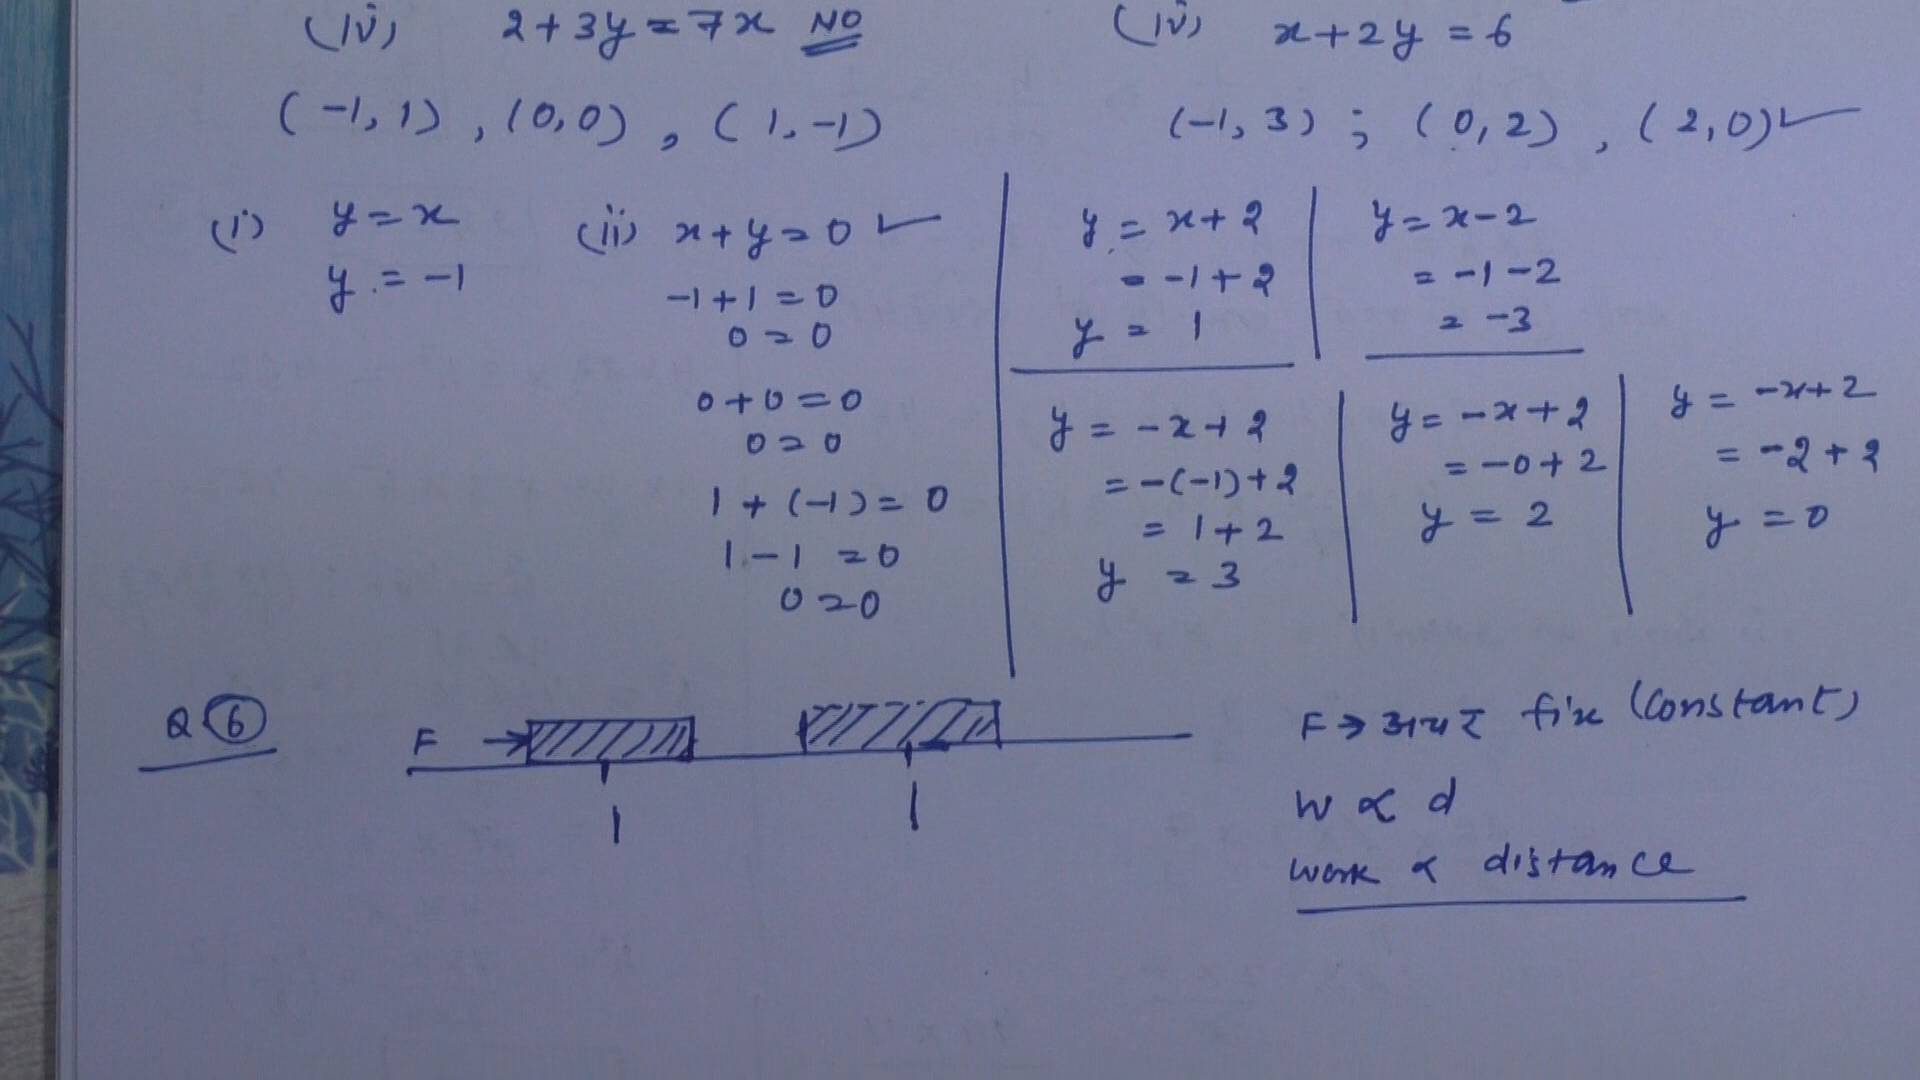 (iv) 2+3y=7x NO
(-1,1), (0,0), (1,-1)
(i) y=x
y=-1
(ii) x+y=0 ✓
-1+1=0
0=0
0+0=0
0=0
1+(-1)=0
1-1=0
0=0
(iv) x+2y=6
(-1,3); (0,2), (2,0) ✓
y=x+2
=-1+2
y=1
y=x-2
=-1-2
=-3
y=-x+2
=-(-1)+2
=1+2
y=3
y=-x+2
=-0+2
y=2
y=-x+2
=-2+2
y=0
Q 6
F →
1 1
F → अगर fix (Constant)
W ∝ d
work ∝ distance